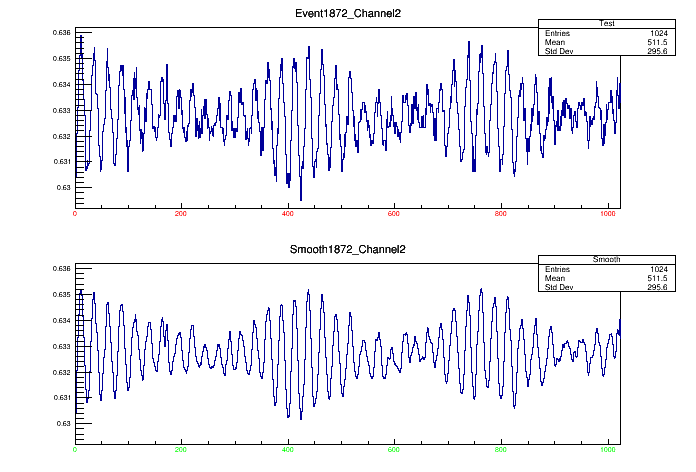 Event1872_Channel2
Test
Entries 1024
Mean 511.5
Std Dev 295.6
0.636
0.635
0.634
0.633
0.632
0.631
0.63
0 200 400 600 800 1000
Smooth1872_Channel2
Smooth
Entries 1024
Mean 511.5
Std Dev 295.6
0.636
0.635
0.634
0.633
0.632
0.631
0.63
0 200 400 600 800 1000